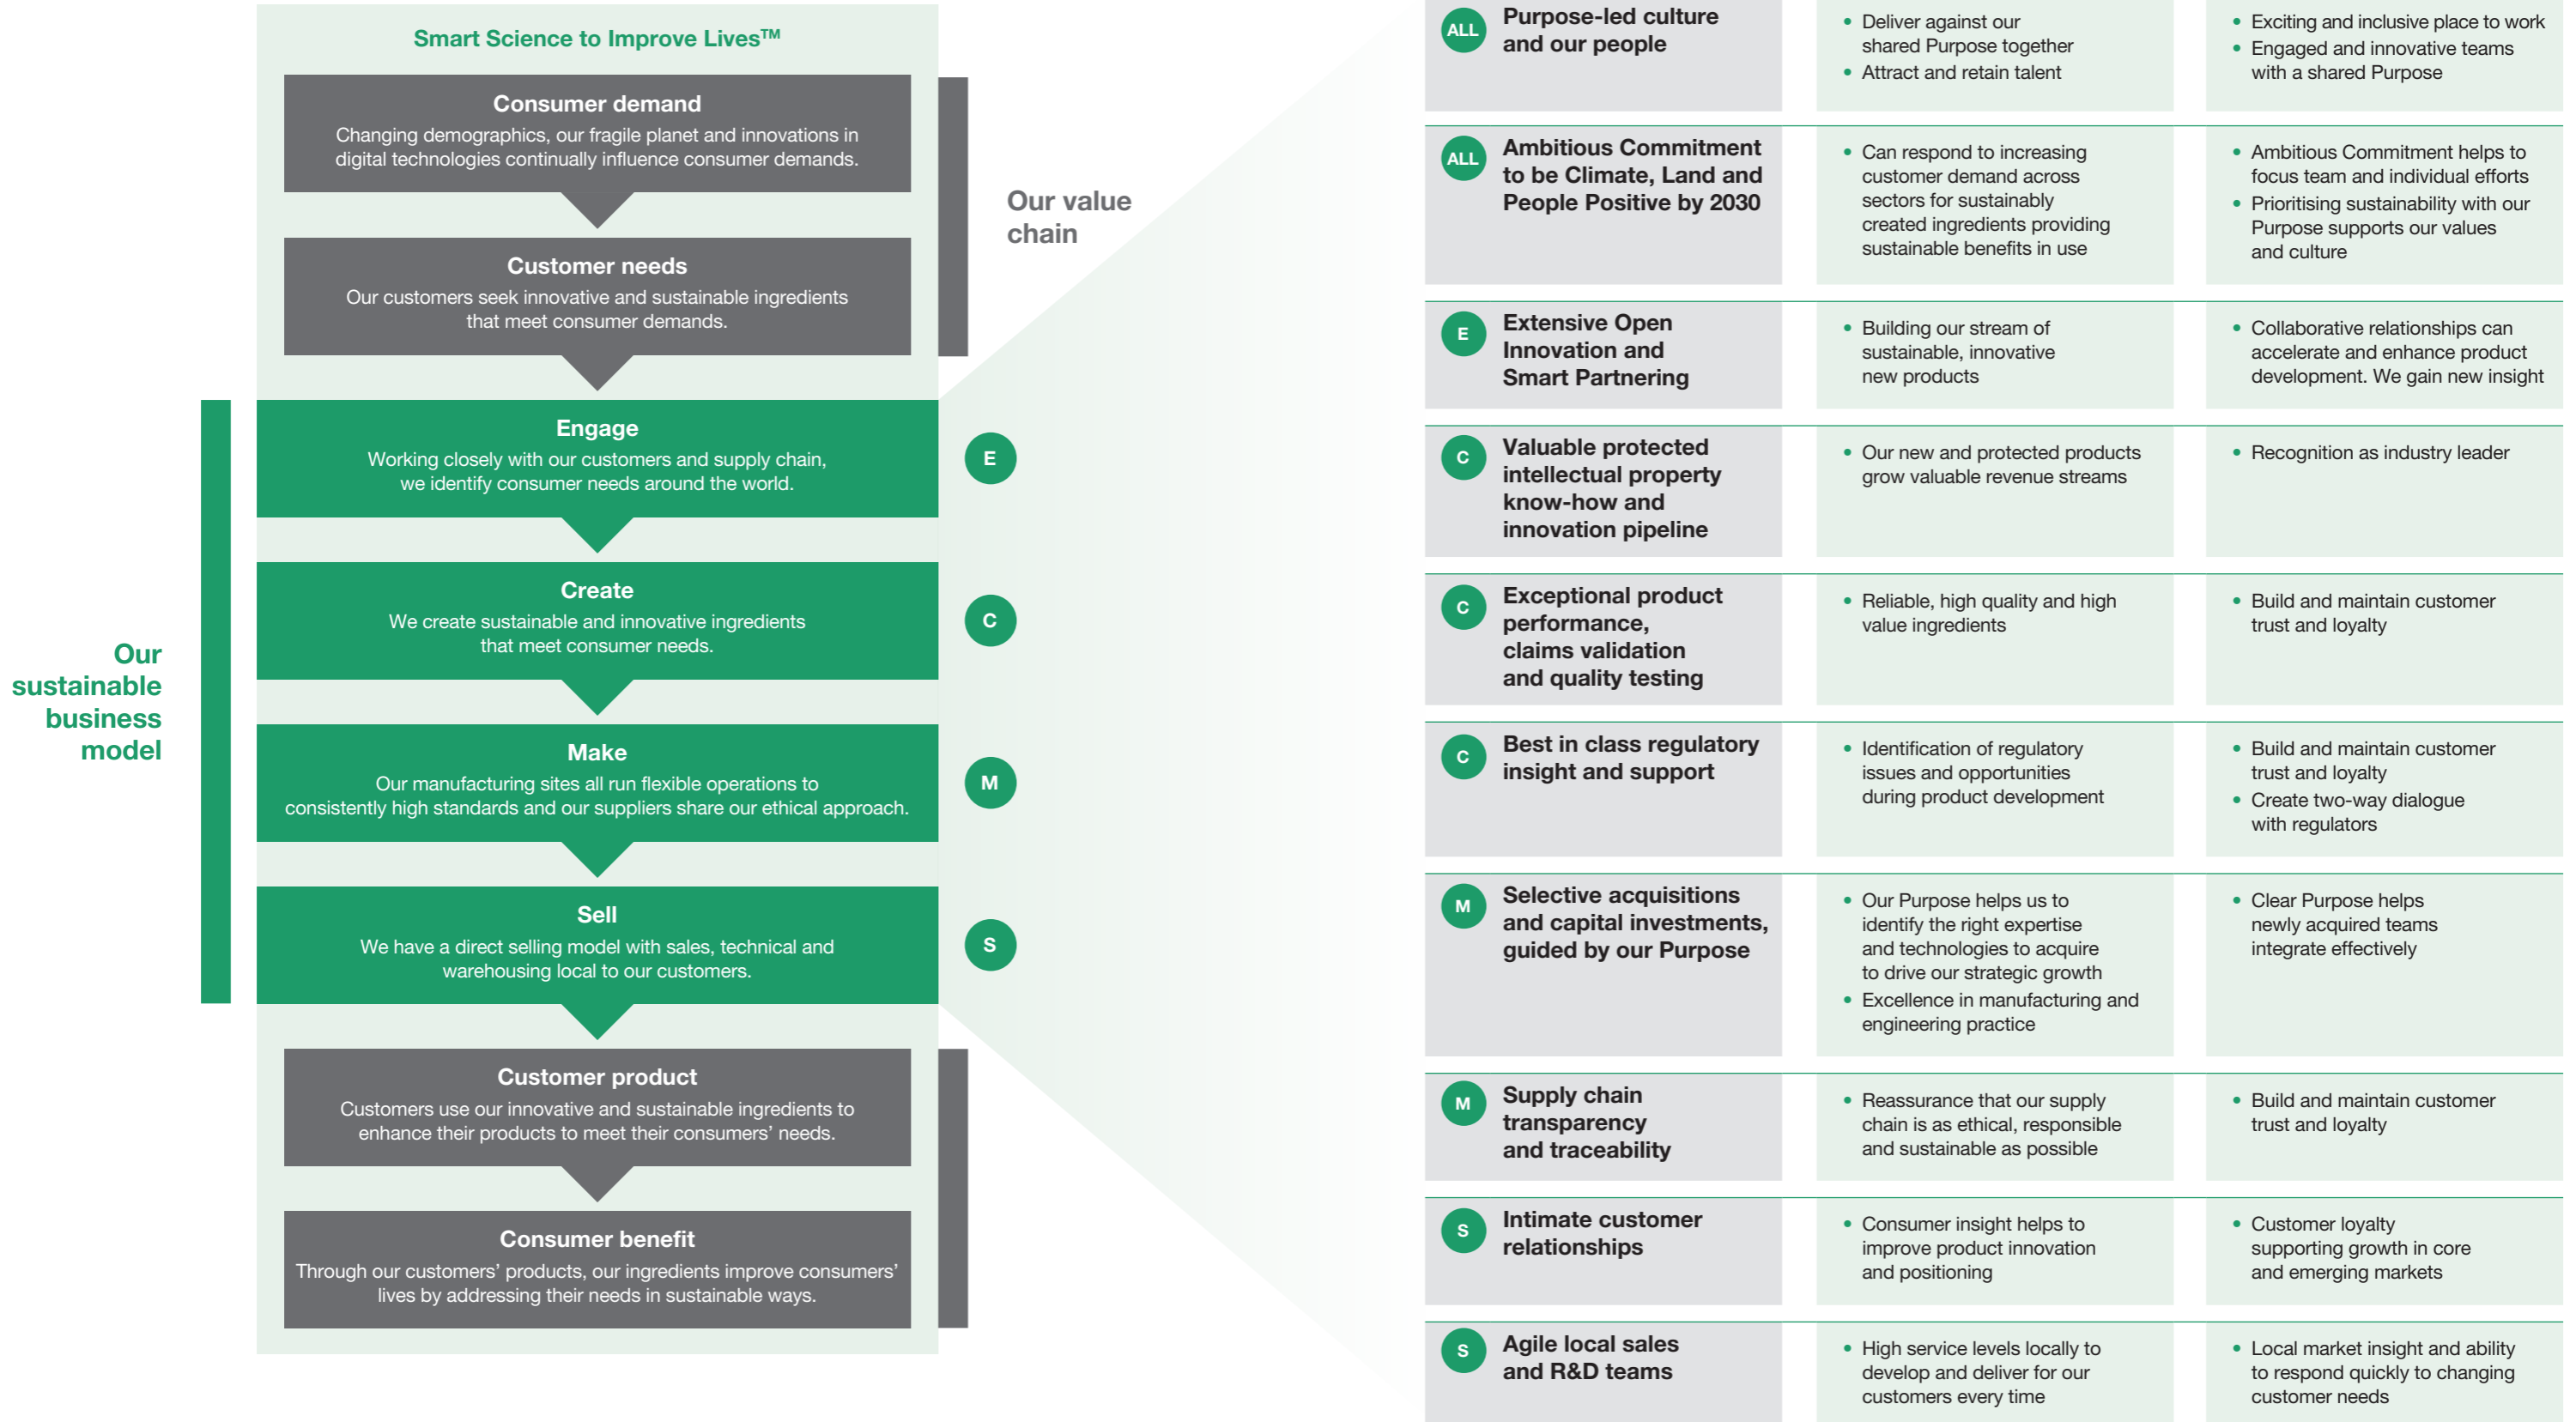 Smart Science to Improve Lives™
Consumer demand
Changing demographics, our fragile planet and innovations in
digital technologies continually influence consumer demands.
Customer needs
Our customers seek innovative and sustainable ingredients
that meet consumer demands.
Our value
chain
Our
sustainable
business
model
Engage
Working closely with our customers and supply chain,
we identify consumer needs around the world.
E
Create
We create sustainable and innovative ingredients
that meet consumer needs.
C
Make
Our manufacturing sites all run flexible operations to
consistently high standards and our suppliers share our ethical approach.
M
Sell
We have a direct selling model with sales, technical and
warehousing local to our customers.
S
Customer product
Customers use our innovative and sustainable ingredients to
enhance their products to meet their consumers’ needs.
Consumer benefit
Through our customers’ products, our ingredients improve consumers’
lives by addressing their needs in sustainable ways.
ALL
Purpose-led culture
and our people
• Deliver against our
shared Purpose together
• Attract and retain talent
• Exciting and inclusive place to work
• Engaged and innovative teams
with a shared Purpose
ALL
Ambitious Commitment
to be Climate, Land and
People Positive by 2030
• Can respond to increasing
customer demand across
sectors for sustainably
created ingredients providing
sustainable benefits in use
• Ambitious Commitment helps to
focus team and individual efforts
• Prioritising sustainability with our
Purpose supports our values
and culture
E
Extensive Open
Innovation and
Smart Partnering
• Building our stream of
sustainable, innovative
new products
• Collaborative relationships can
accelerate and enhance product
development. We gain new insight
C
Valuable protected
intellectual property
know-how and
innovation pipeline
• Our new and protected products
grow valuable revenue streams
• Recognition as industry leader
C
Exceptional product
performance,
claims validation
and quality testing
• Reliable, high quality and high
value ingredients
• Build and maintain customer
trust and loyalty
C
Best in class regulatory
insight and support
• Identification of regulatory
issues and opportunities
during product development
• Build and maintain customer
trust and loyalty
• Create two-way dialogue
with regulators
M
Selective acquisitions
and capital investments,
guided by our Purpose
• Our Purpose helps us to
identify the right expertise
and technologies to acquire
to drive our strategic growth
• Excellence in manufacturing and
engineering practice
• Clear Purpose helps
newly acquired teams
integrate effectively
M
Supply chain
transparency
and traceability
• Reassurance that our supply
chain is as ethical, responsible
and sustainable as possible
• Build and maintain customer
trust and loyalty
S
Intimate customer
relationships
• Consumer insight helps to
improve product innovation
and positioning
• Customer loyalty
supporting growth in core
and emerging markets
S
Agile local sales
and R&D teams
• High service levels locally to
develop and deliver for our
customers every time
• Local market insight and ability
to respond quickly to changing
customer needs